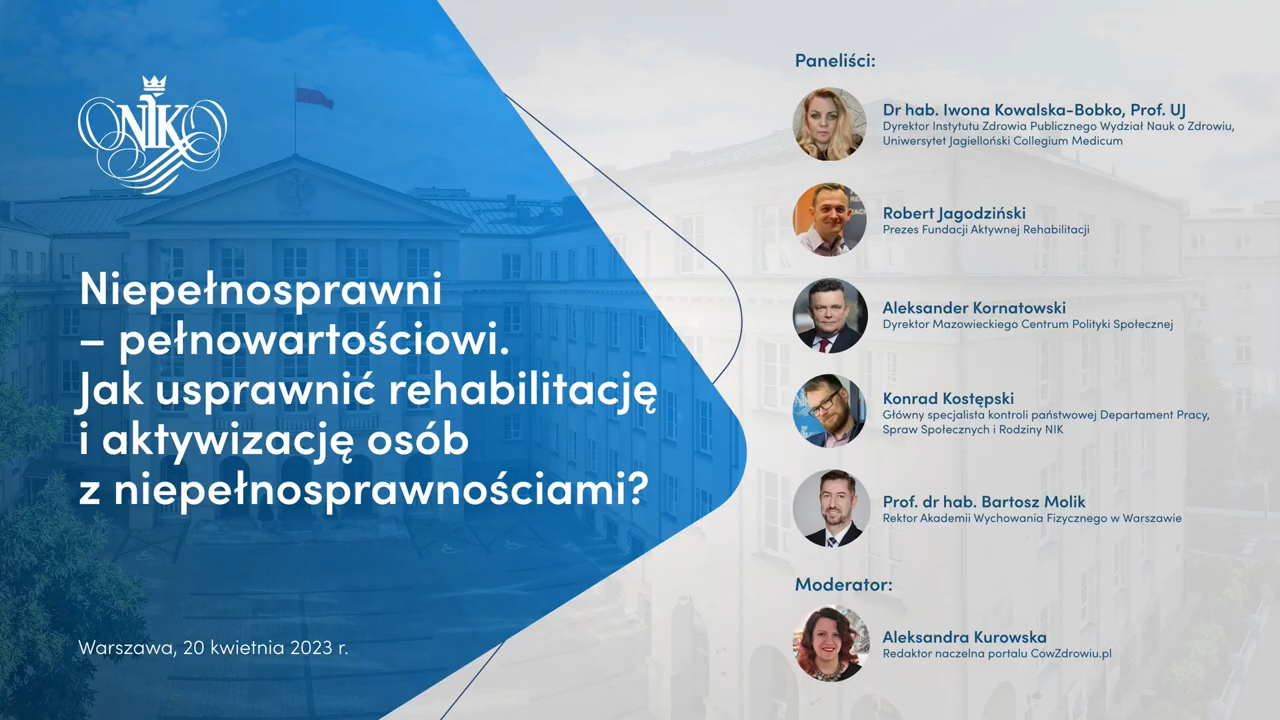 NIK
Niepełnosprawni
– pełnowartościowi.
Jak usprawnić rehabilitację
i aktywizację osób
z niepełnosprawnościami?
Warszawa, 20 kwietnia 2023 r.
Paneliści:
Dr hab. Iwona Kowalska-Bobko, Prof. UJ
Dyrektor Instytutu Zdrowia Publicznego Wydział Nauk o Zdrowiu,
Uniwersytet Jagielloński Collegium Medicum
Robert Jagodziński
Prezes Fundacji Aktywnej Rehabilitacji
Aleksander Kornatowski
Dyrektor Mazowieckiego Centrum Polityki Społecznej
Konrad Kostępski
Główny specjalista kontroli państwowej Departament Pracy,
Spraw Społecznych i Rodziny NIK
Prof. dr hab. Bartosz Molik
Rektor Akademii Wychowania Fizycznego w Warszawie
Moderator:
Aleksandra Kurowska
Redaktor naczelna portalu CowZdrowiu.pl